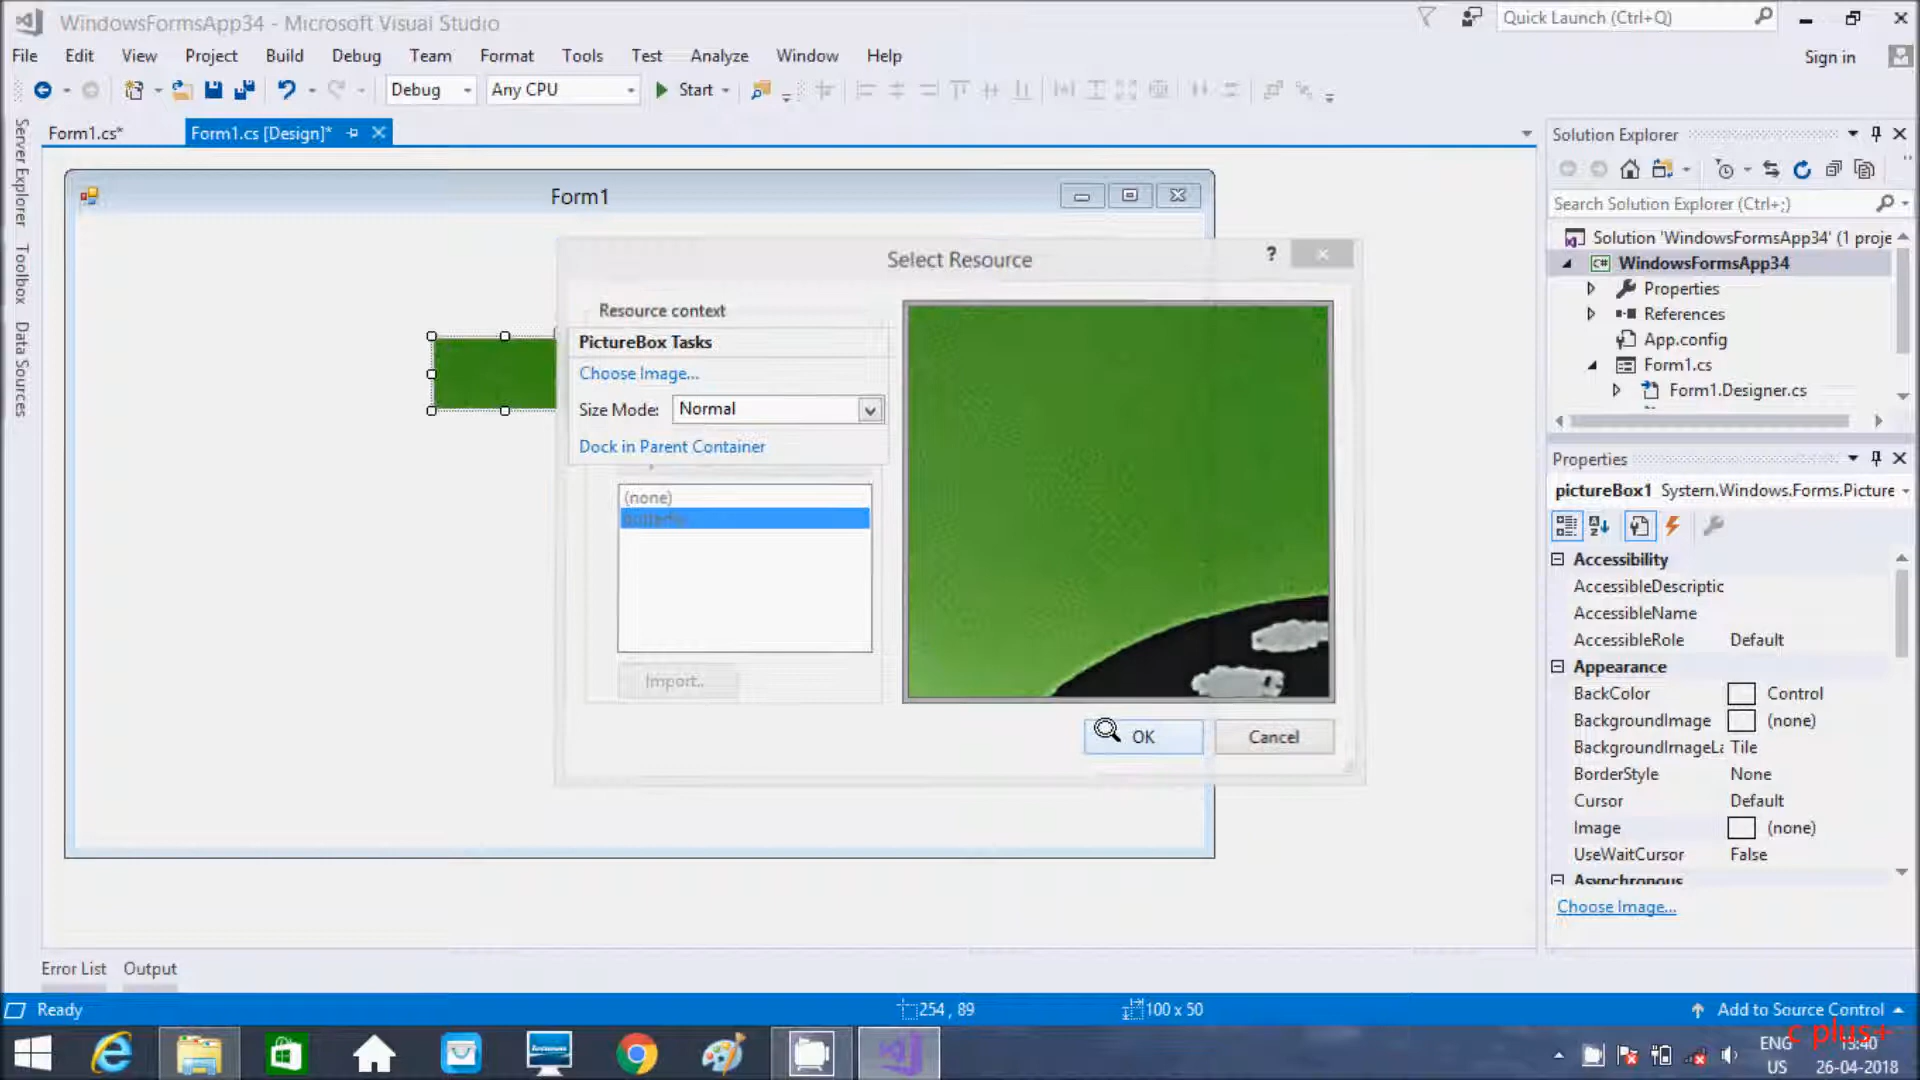 WindowsFormsApp34 - Microsoft Visual Studio
Quick Launch (Ctrl+Q)
File Edit View Project Build Debug Team Format Tools Test Analyze Window Help
Sign in
Debug Any CPU Start
Form1.cs* Form1.cs [Design]*
Server Explorer
Toolbox
Data Sources
Form1
Select Resource
?
Resource context
PictureBox Tasks
Choose Image...
Size Mode: Normal
Dock in Parent Container
(none)
Import..
OK Cancel
Solution Explorer
Search Solution Explorer (Ctrl+;)
Solution 'WindowsFormsApp34' (1 proje
C# WindowsFormsApp34
Properties
References
App.config
Form1.cs
Form1.Designer.cs
Properties
pictureBox1 System.Windows.Forms.Picture
Accessibility
AccessibleDescriptic
AccessibleName
AccessibleRole Default
Appearance
BackColor Control
BackgroundImage (none)
BackgroundImageLa Tile
BorderStyle None
Cursor Default
Image (none)
UseWaitCursor False
Asynchronous
Choose Image...
Error List Output
Ready
254 , 89
100 x 50
Add to Source Control
c plus+
ENG
US
13:40
26-04-2018